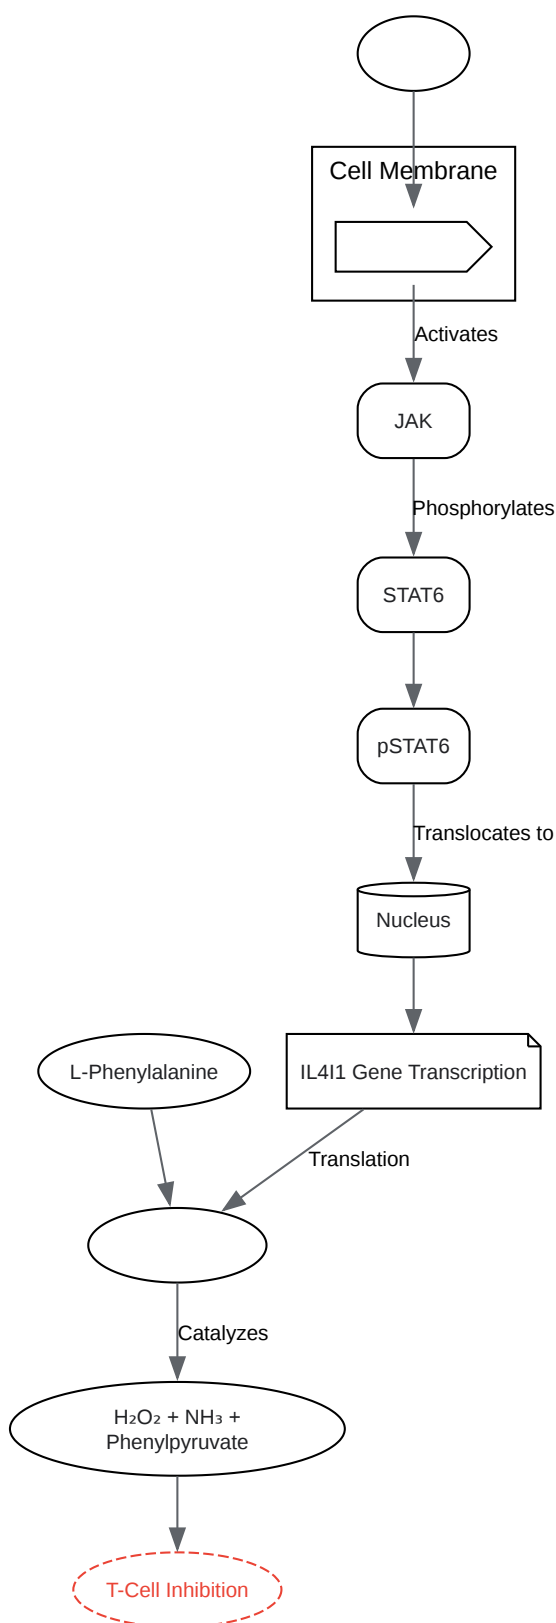 Cell Membrane
Activates
JAK
Phosphorylates
STAT6
pSTAT6
Translocates to
Nucleus
L-Phenylalanine
IL4I1 Gene Transcription
Translation
Catalyzes
H₂O₂ + NH₃ +
Phenylpyruvate
T-Cell Inhibition